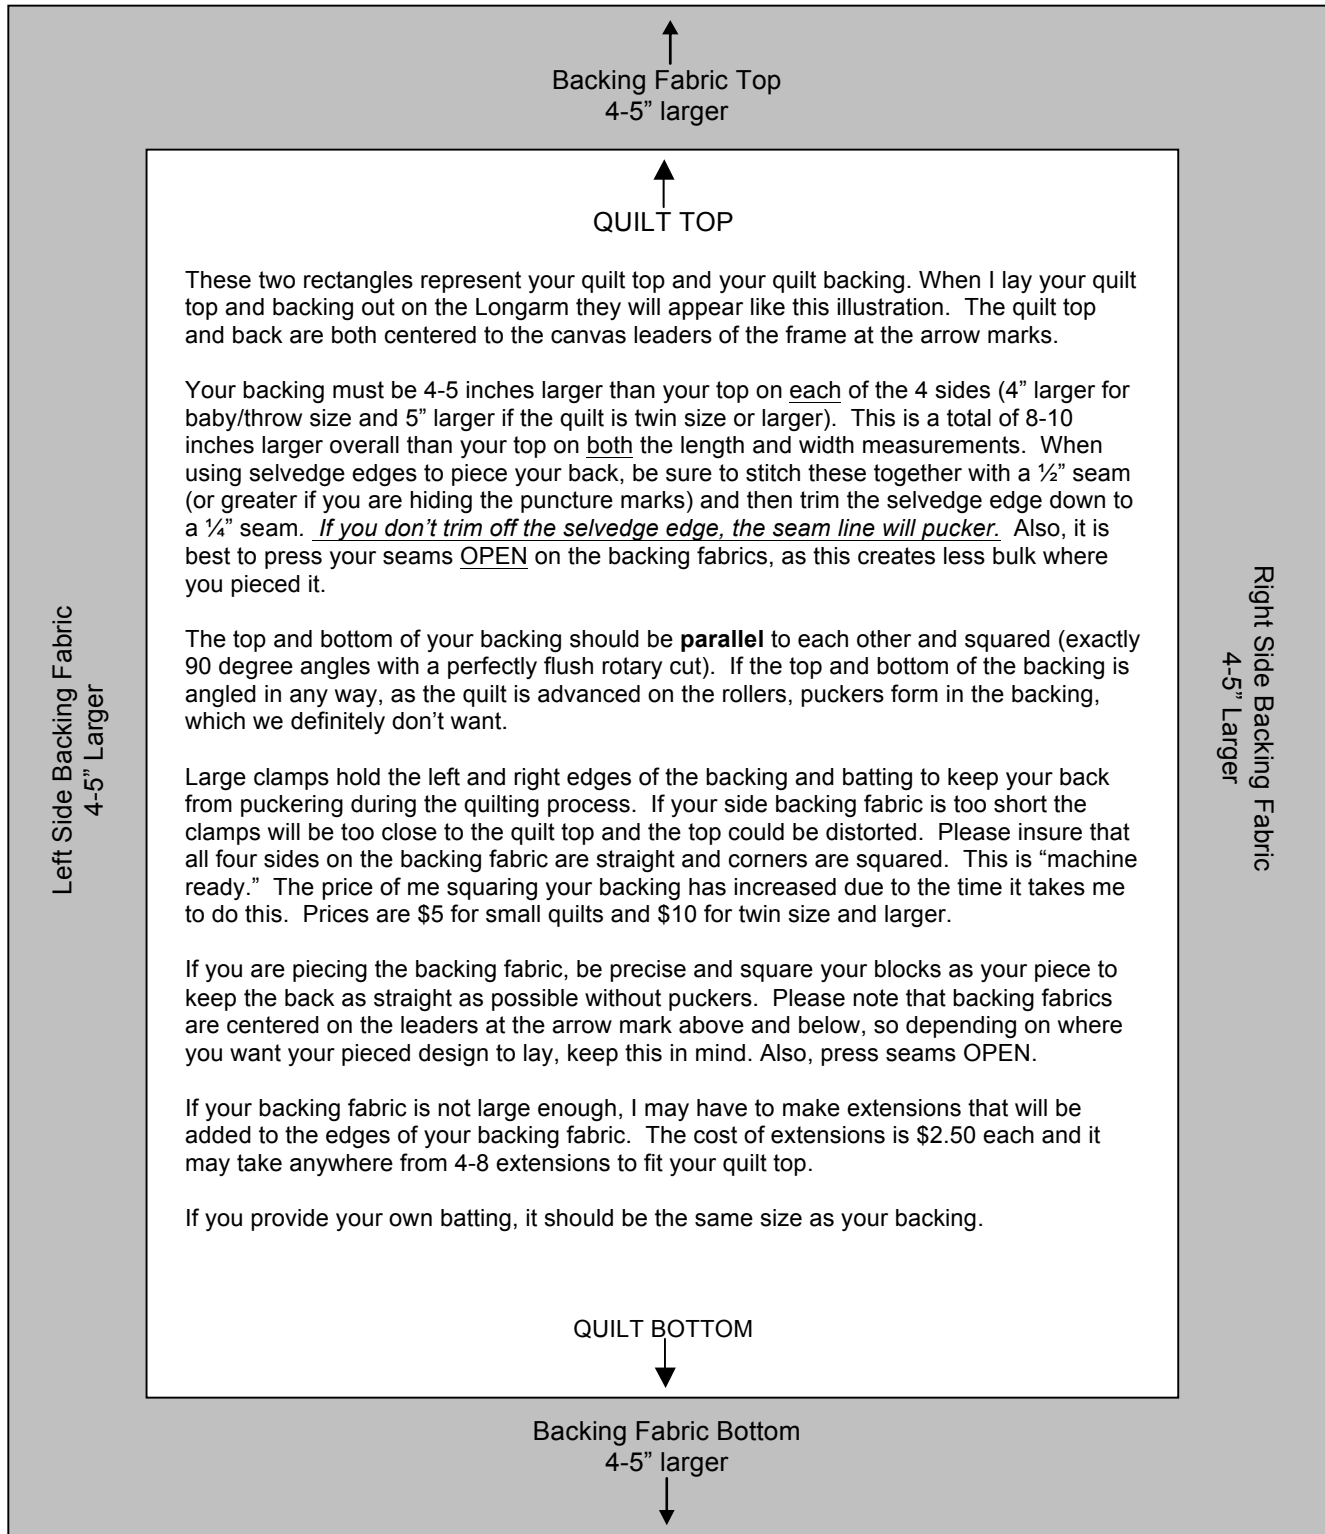 Backing Fabric Top
4-5” larger
QUILT TOP
These two rectangles represent your quilt top and your quilt backing. When I lay your quilt
top and backing out on the Longarm they will appear like this illustration.  The quilt top
and back are both centered to the canvas leaders of the frame at the arrow marks.
Your backing must be 4-5 inches larger than your top on each of the 4 sides (4” larger for
baby/throw size and 5” larger if the quilt is twin size or larger).  This is a total of 8-10
inches larger overall than your top on both the length and width measurements.  When
using selvedge edges to piece your back, be sure to stitch these together with a ½” seam
(or greater if you are hiding the puncture marks) and then trim the selvedge edge down to
a ¼” seam.  If you don’t trim off the selvedge edge, the seam line will pucker.  Also, it is
best to press your seams OPEN on the backing fabrics, as this creates less bulk where
you pieced it.
The top and bottom of your backing should be parallel to each other and squared (exactly
90 degree angles with a perfectly flush rotary cut).  If the top and bottom of the backing is
angled in any way, as the quilt is advanced on the rollers, puckers form in the backing,
which we definitely don’t want.
Large clamps hold the left and right edges of the backing and batting to keep your back
from puckering during the quilting process.  If your side backing fabric is too short the
clamps will be too close to the quilt top and the top could be distorted.  Please insure that
all four sides on the backing fabric are straight and corners are squared.  This is “machine
ready.”  The price of me squaring your backing has increased due to the time it takes me
to do this.  Prices are $5 for small quilts and $10 for twin size and larger.
If you are piecing the backing fabric, be precise and square your blocks as your piece to
keep the back as straight as possible without puckers.  Please note that backing fabrics
are centered on the leaders at the arrow mark above and below, so depending on where
you want your pieced design to lay, keep this in mind. Also, press seams OPEN.
If your backing fabric is not large enough, I may have to make extensions that will be
added to the edges of your backing fabric.  The cost of extensions is $2.50 each and it
may take anywhere from 4-8 extensions to fit your quilt top.
If you provide your own batting, it should be the same size as your backing.
QUILT BOTTOM
Left Side Backing Fabric
4-5” Larger
Right Side Backing Fabric
4-5” Larger
Backing Fabric Bottom
4-5” larger